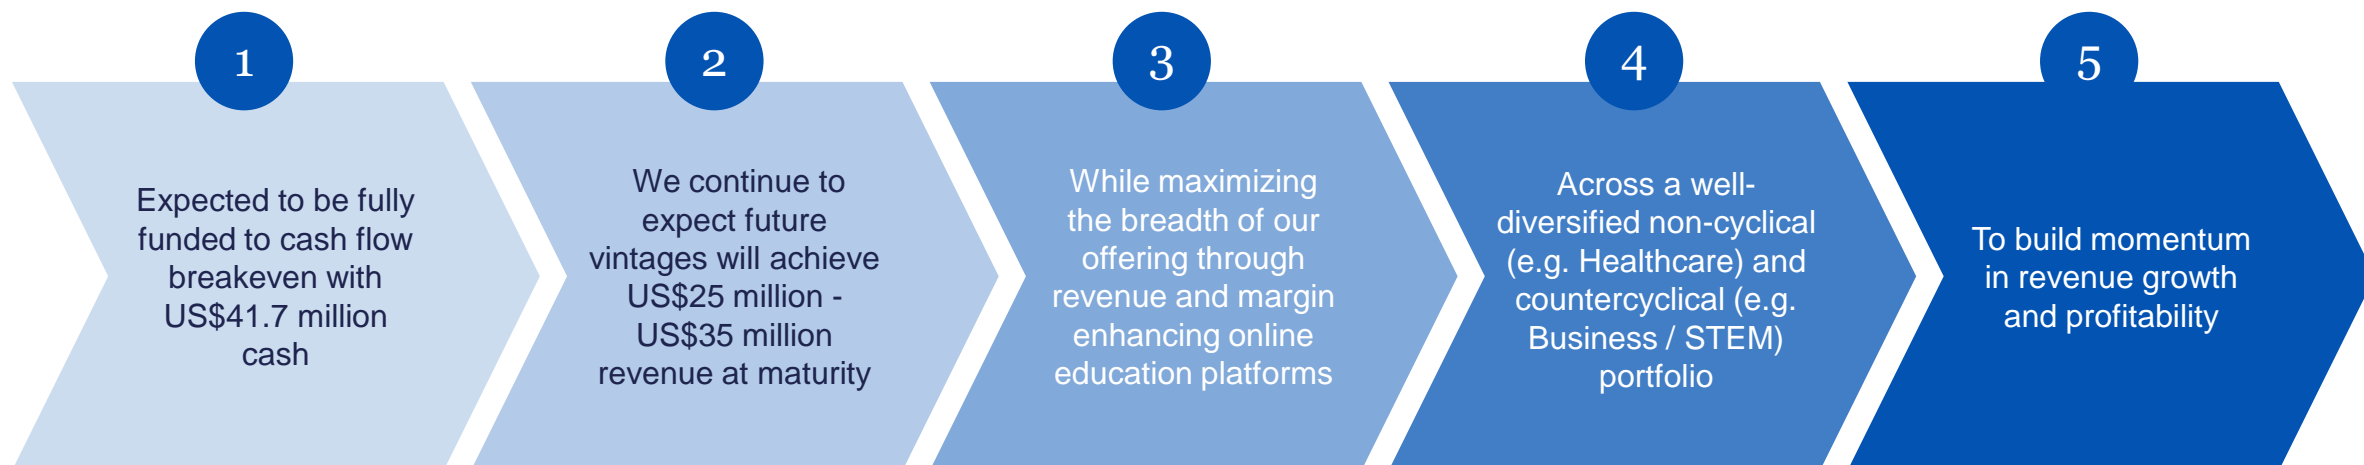 1
Expected to be fully
funded to cash flow
breakeven with
US$41.7 million
cash
2
We continue to
expect future
vintages will achieve
US$25 million -
US$35 million
revenue at maturity
3
While maximizing
the breadth of our
offering through
revenue and margin
enhancing online
education platforms
4
Across a well-
diversified non-cyclical
(e.g. Healthcare) and
countercyclical (e.g.
Business / STEM)
portfolio
5
To build momentum
in revenue growth
and profitability